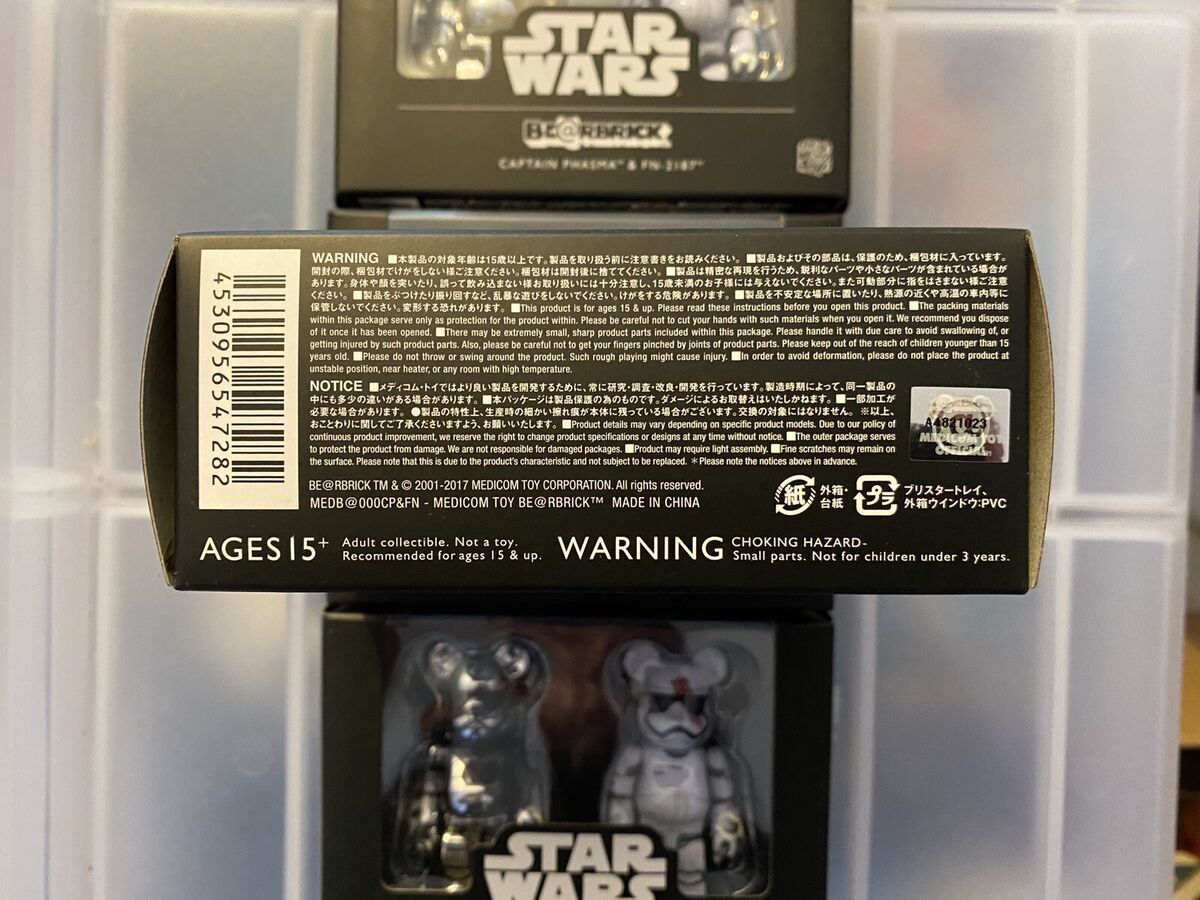 STAR
WARS
BE@RBRICK
CAPTAIN PHASMA™ & FN-2187™
4530956547282
WARNING ■本製品の対象年齢は15歳以上です。製品を取り扱う前に注意書きをお読みください。 ■製品およびその部品は、保護のため、梱包材に入っています。
開封の際、梱包材でけがをしない様ご注意ください。梱包材は開封後に捨ててください。 ■製品は精密な再現を行うため、鋭利なパーツや小さなパーツが含まれている場合が
あります。身体や顔を突いたり、誤って飲み込まない様お取り扱いには十分注意し、15歳未満のお子様には与えないでください。また可動部分に指をはさまない様ご注意
ください。 ■製品をぶつけたり振り回すなど、乱暴な遊びをしないでください。けがをする危険があります。 ■製品を不安定な場所に置いたり、熱源の近くや高温の車内等に
保管しないでください。変形する恐れがあります。 ■This product is for ages 15 & up. Please read these instructions before you open this product. ■The packing materials
within this package serve only as protection for the product within. Please be careful not to cut your hands with such materials when you open it. We recommend you dispose
of it once it has been opened. ■There may be extremely small, sharp product parts included within this package. Please handle it with due care to avoid swallowing of, or
getting injured by such product parts. Also, please be careful not to get your fingers pinched by joints of product parts. Please keep out of the reach of children younger than 15
years old. ■Please do not throw or swing around the product. Such rough playing might cause injury. ■In order to avoid deformation, please do not place the product at
unstable position, near heater, or any room with high temperature.
NOTICE ■メディコム・トイではより良い製品を開発するために、常に研究・調査・改良・開発を行っています。製造時期によって、同一製品の
中にも多少の違いがある場合があります。 ■本パッケージは製品保護の為のものです。ダメージによるお取替えはいたしかねます。 ■一部加工が
必要な場合があります。 ●製品の特性上、生産時の細かい擦れ痕が本体に残っている場合がございます。交換の対象にはなりません。 ※以上、
おことわりに関してご了承くださいますよう、お願いいたします。 ■Product details may vary depending on specific product models. Due to our policy of
continuous product improvement, we reserve the right to change product specifications or designs at any time without notice. ■The outer package serves
to protect the product from damage. We are not responsible for damaged packages. ■Product may require light assembly. ■Fine scratches may remain on
the surface. Please note that this is due to the product's characteristic and not subject to be replaced. ＊Please note the notices above in advance.
A4821023
MEDICOM TOY
OFFICIAL
BE@RBRICK TM & © 2001-2017 MEDICOM TOY CORPORATION. All rights reserved.
MEDB@000CP&FN - MEDICOM TOY BE@RBRICK™ MADE IN CHINA
紙 外箱・
台紙
プラ ブリスタートレイ、
外箱ウインドウ:PVC
AGES 15+ Adult collectible. Not a toy.
Recommended for ages 15 & up.
WARNING CHOKING HAZARD-
Small parts. Not for children under 3 years.
STAR
WARS